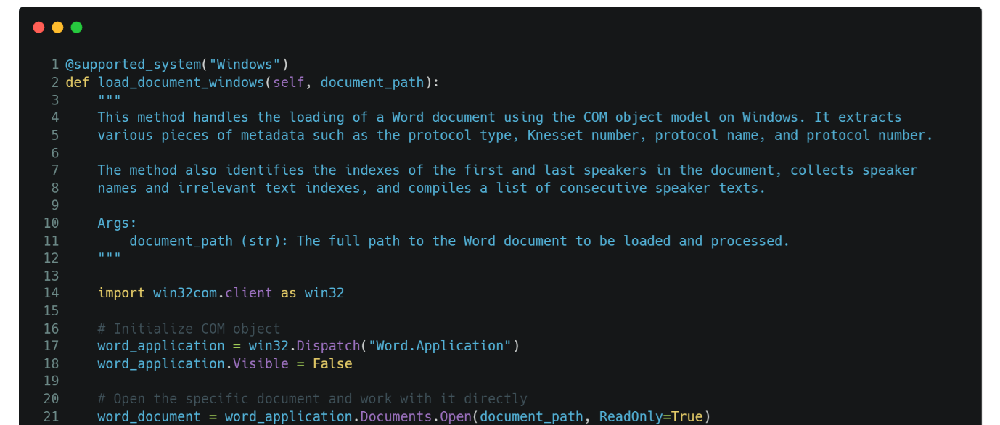 1 @supported_system("Windows")
2 def load_document_windows(self, document_path):
3     """
4     This method handles the loading of a Word document using the COM object model on Windows. It extracts
5     various pieces of metadata such as the protocol type, Knesset number, protocol name, and protocol number.
6
7     The method also identifies the indexes of the first and last speakers in the document, collects speaker
8     names and irrelevant text indexes, and compiles a list of consecutive speaker texts.
9
10     Args:
11         document_path (str): The full path to the Word document to be loaded and processed.
12     """
13
14     import win32com.client as win32
15
16     # Initialize COM object
17     word_application = win32.Dispatch("Word.Application")
18     word_application.Visible = False
19
20     # Open the specific document and work with it directly
21     word_document = word_application.Documents.Open(document_path, ReadOnly=True)